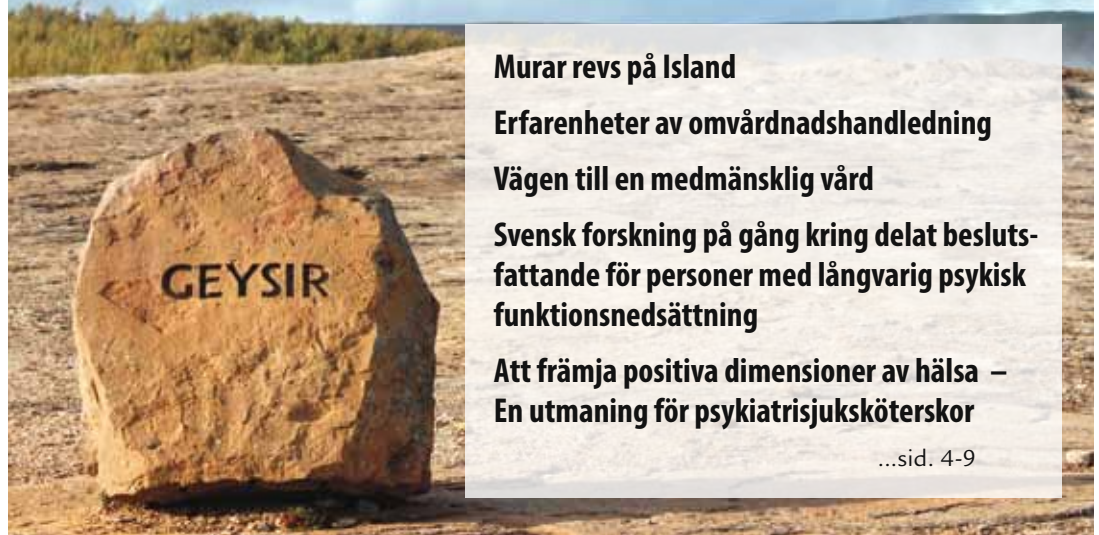 Murar revs på Island
Erfarenheter av omvårdnadshandledning
Vägen till en medmänsklig vård
Svensk forskning på gång kring delat besluts-
fattande för personer med långvarig psykisk
funktionsnedsättning
Att främja positiva dimensioner av hälsa –
En utmaning för psykiatrisjuksköterskor
...sid. 4-9
GEYSIR